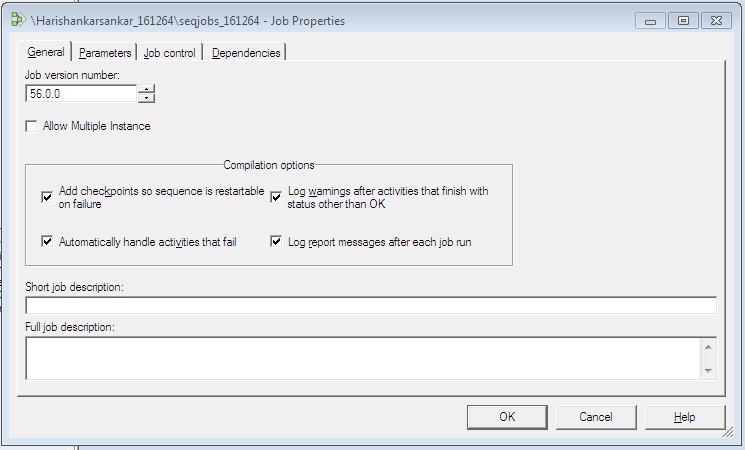 \Harishankarsankar_161264\seqjobs_161264 - Job Properties
General Parameters Job control Dependencies
Job version number:
56.0.0
Allow Multiple Instance
Compilation options
Add checkpoints so sequence is restartable
on failure
Log warnings after activities that finish with
status other than OK
Automatically handle activities that fail
Log report messages after each job run
Short job description:
Full job description:
OK Cancel Help